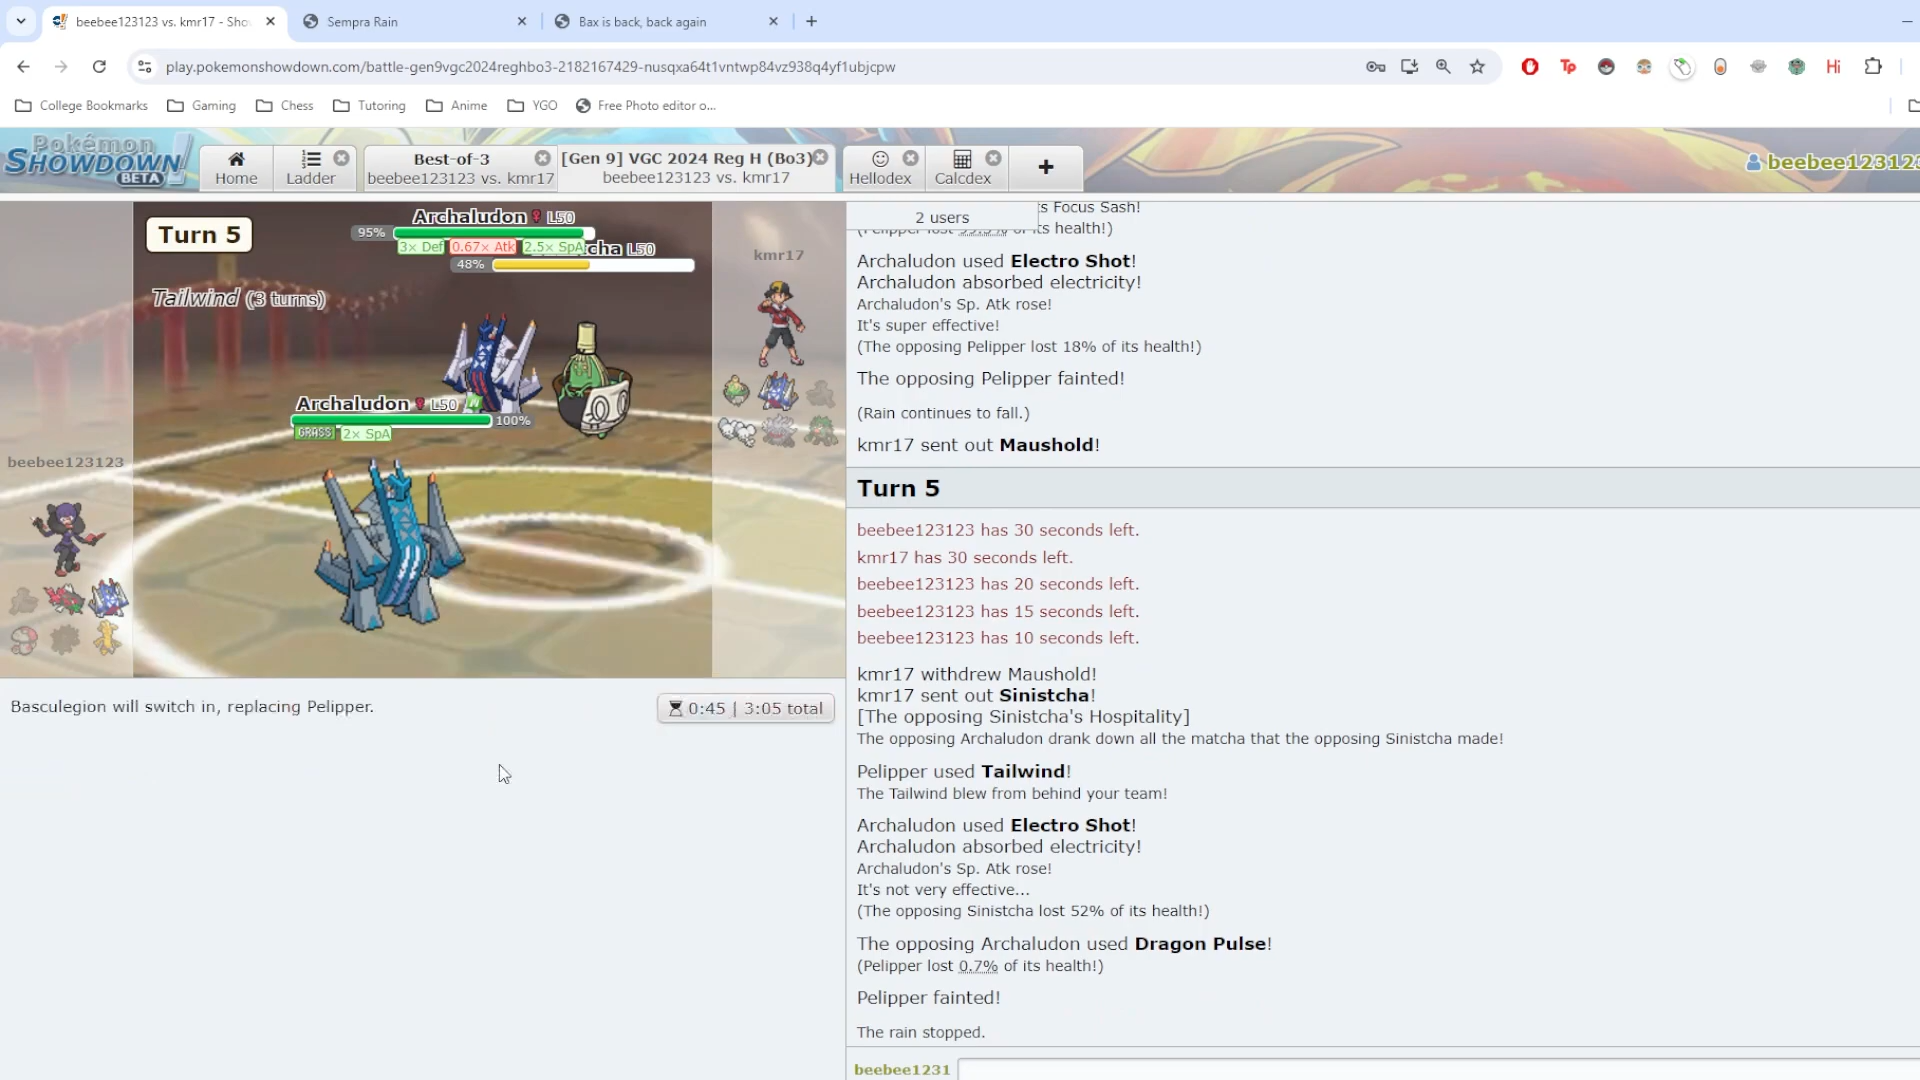 beebee123123 vs. kmr17 - Sho
Sempra Rain
Bax is back, back again
play.pokemonshowdown.com/battle-gen9vgc2024reghbo3-2182167429-nusqxa64t1vntwp84vz938q4yf1ubjcpw
Tp
Hi
College Bookmarks
Gaming
Chess
Tutoring
Anime
YGO
Free Photo editor o...
Pokémon
SHOWDOWN!
BETA
Home
Ladder
Best-of-3
beebee123123 vs. kmr17
[Gen 9] VGC 2024 Reg H (Bo3)
beebee123123 vs. kmr17
Hellodex
Calcdex
beebee123123
Turn 5
Archaludon L50
95%
3x Def 0.67x Atk 2.5x SpA
cha L50
48%
Tailwind (3 turns)
kmr17
Archaludon L50
100%
GRASS 2x SpA
beebee123123
Basculegion will switch in, replacing Pelipper.
0:45 | 3:05 total
2 users
s Focus Sash!
Archaludon used Electro Shot!
Archaludon absorbed electricity!
Archaludon's Sp. Atk rose!
It's super effective!
(The opposing Pelipper lost 18% of its health!)
The opposing Pelipper fainted!
(Rain continues to fall.)
kmr17 sent out Maushold!
Turn 5
beebee123123 has 30 seconds left.
kmr17 has 30 seconds left.
beebee123123 has 20 seconds left.
beebee123123 has 15 seconds left.
beebee123123 has 10 seconds left.
kmr17 withdrew Maushold!
kmr17 sent out Sinistcha!
[The opposing Sinistcha's Hospitality]
The opposing Archaludon drank down all the matcha that the opposing Sinistcha made!
Pelipper used Tailwind!
The Tailwind blew from behind your team!
Archaludon used Electro Shot!
Archaludon absorbed electricity!
Archaludon's Sp. Atk rose!
It's not very effective...
(The opposing Sinistcha lost 52% of its health!)
The opposing Archaludon used Dragon Pulse!
(Pelipper lost 0.7% of its health!)
Pelipper fainted!
The rain stopped.
beebee1231